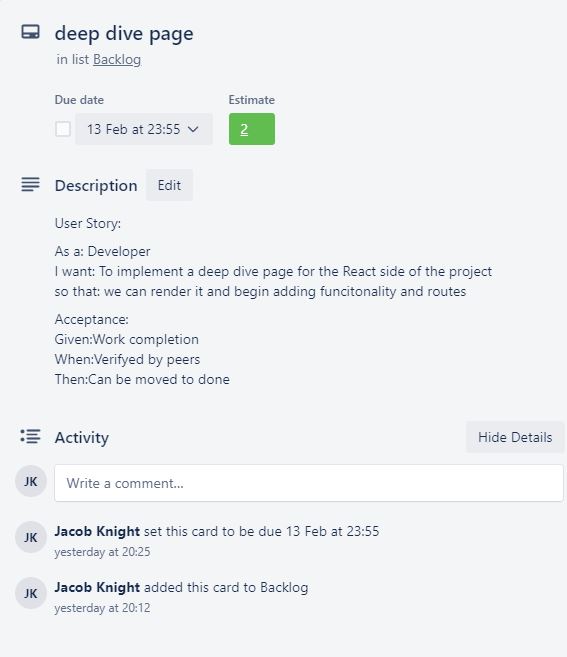 deep dive page
in list Backlog
Due date Estimate
13 Feb at 23:55 2
Description Edit
User Story:
As a: Developer
I want: To implement a deep dive page for the React side of the project
so that: we can render it and begin adding funcitonality and routes
Acceptance:
Given:Work completion
When:Verifyed by peers
Then:Can be moved to done
Activity Hide Details
JK Write a comment...
JK Jacob Knight set this card to be due 13 Feb at 23:55
yesterday at 20:25
JK Jacob Knight added this card to Backlog
yesterday at 20:12